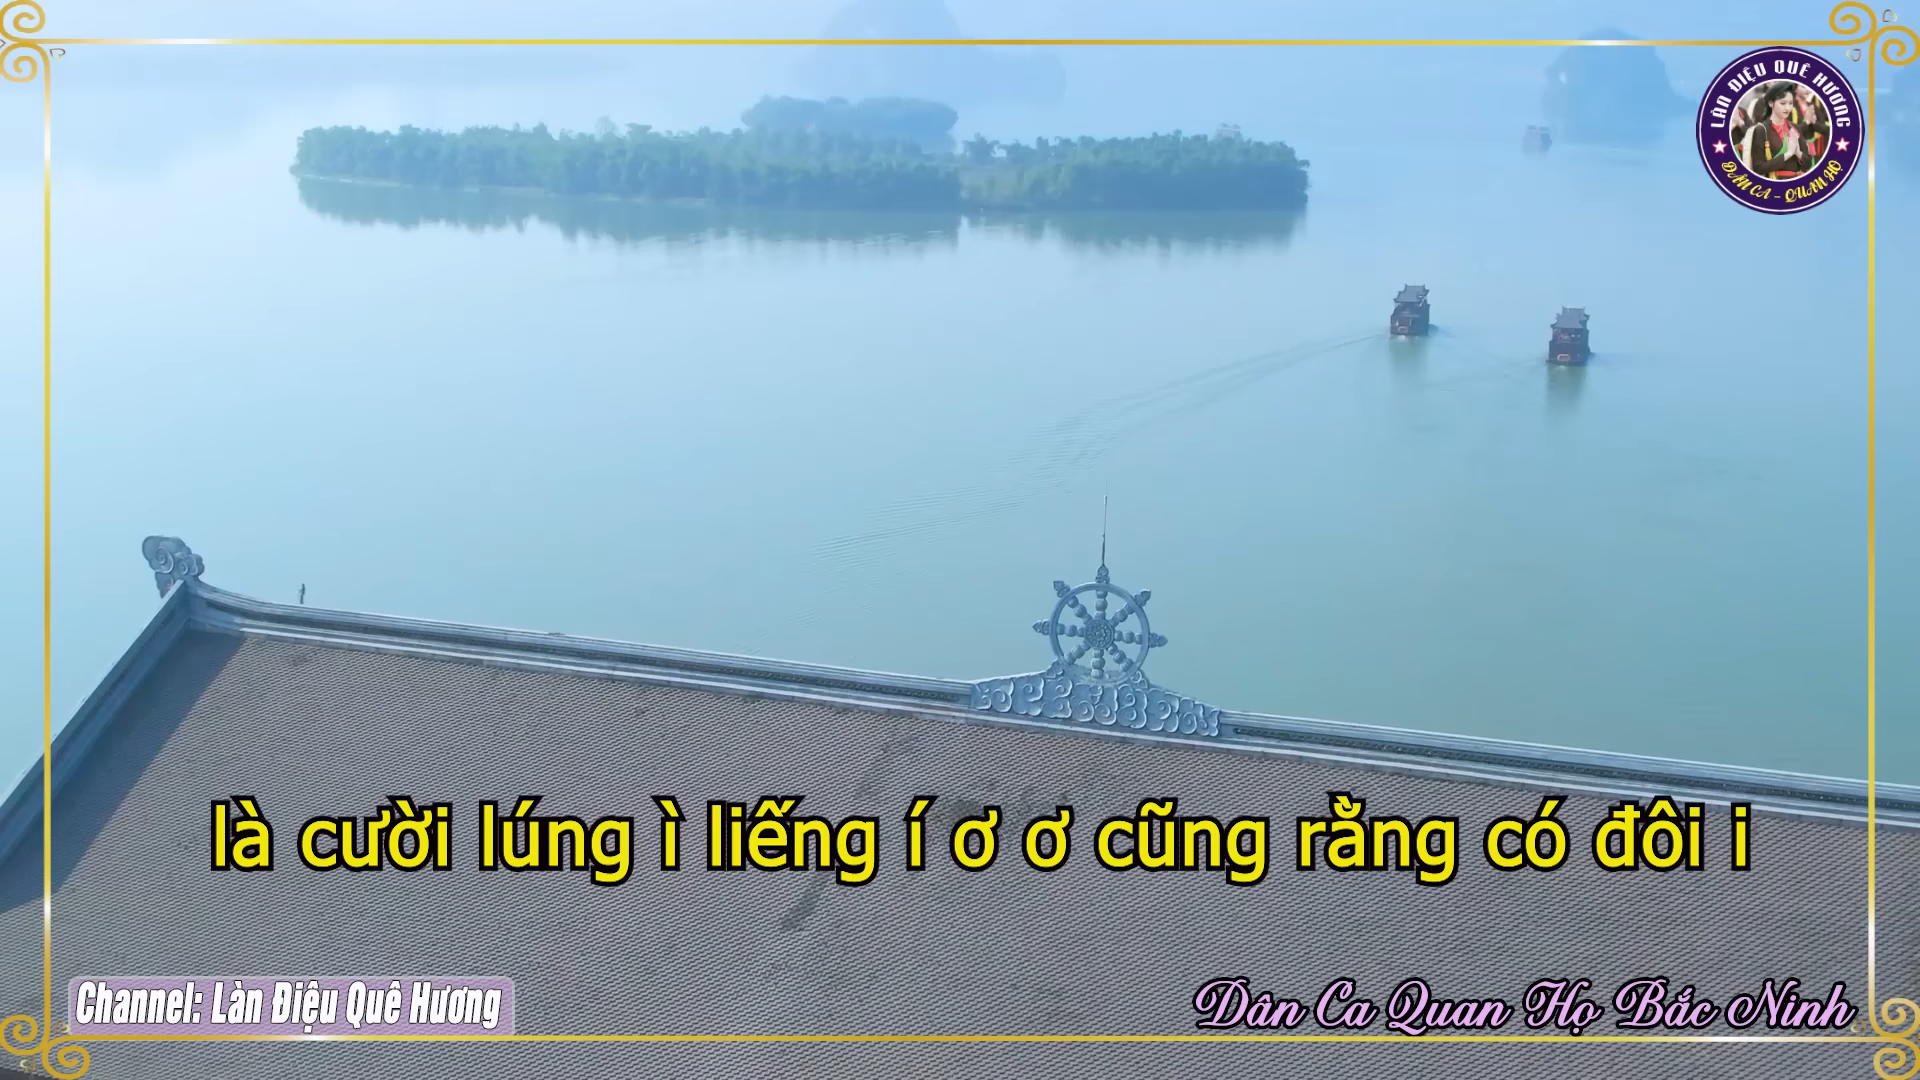 LÀN ĐIỆU QUÊ HƯƠNG
DÂN CA - QUAN HỌ
là cười lúng ì liếng í ơ ơ cũng rằng có đôi i
Channel: Làn Điệu Quê Hương
Dân Ca Quan Họ Bắc Ninh